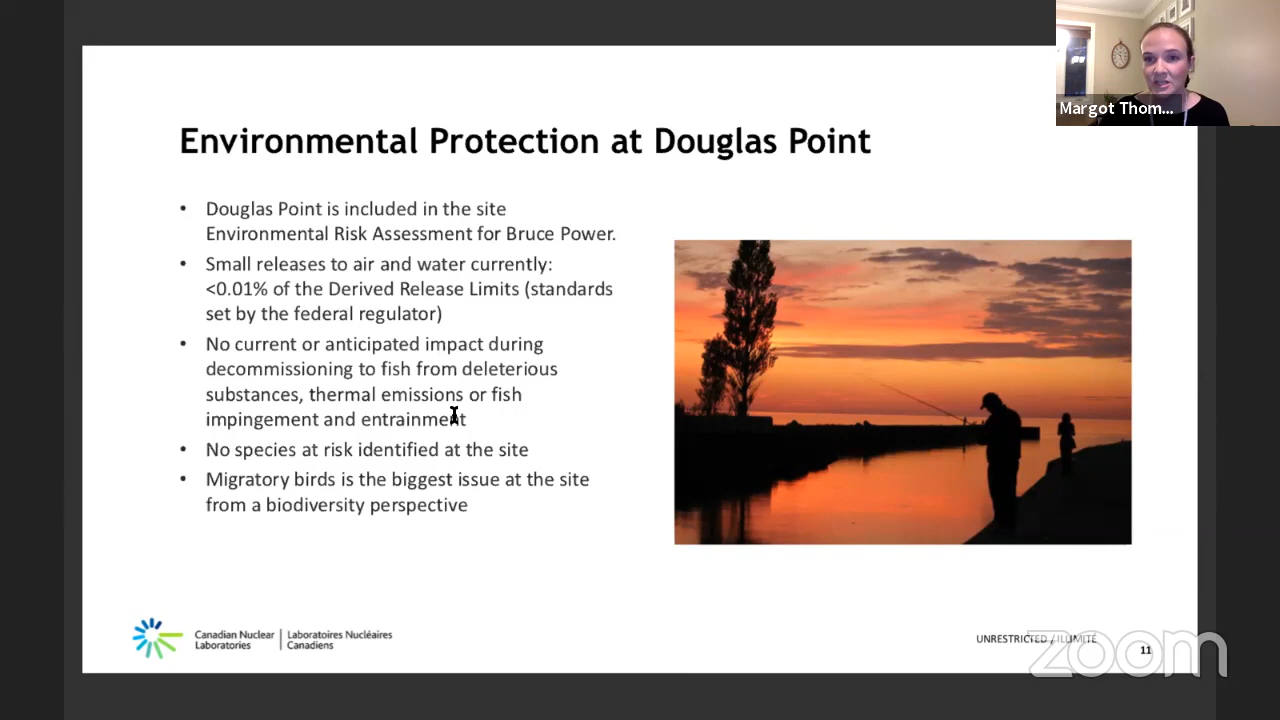 Margot Thom...
Environmental Protection at Douglas Point
• Douglas Point is included in the site
Environmental Risk Assessment for Bruce Power.
• Small releases to air and water currently:
<0.01% of the Derived Release Limits (standards
set by the federal regulator)
• No current or anticipated impact during
decommissioning to fish from deleterious
substances, thermal emissions or fish
impingement and entrainment
• No species at risk identified at the site
• Migratory birds is the biggest issue at the site
from a biodiversity perspective
Canadian Nuclear
Laboratories
Laboratoires Nucléaires
Canadiens
UNRESTRICTED / ILLIMITÉ
11
zoom